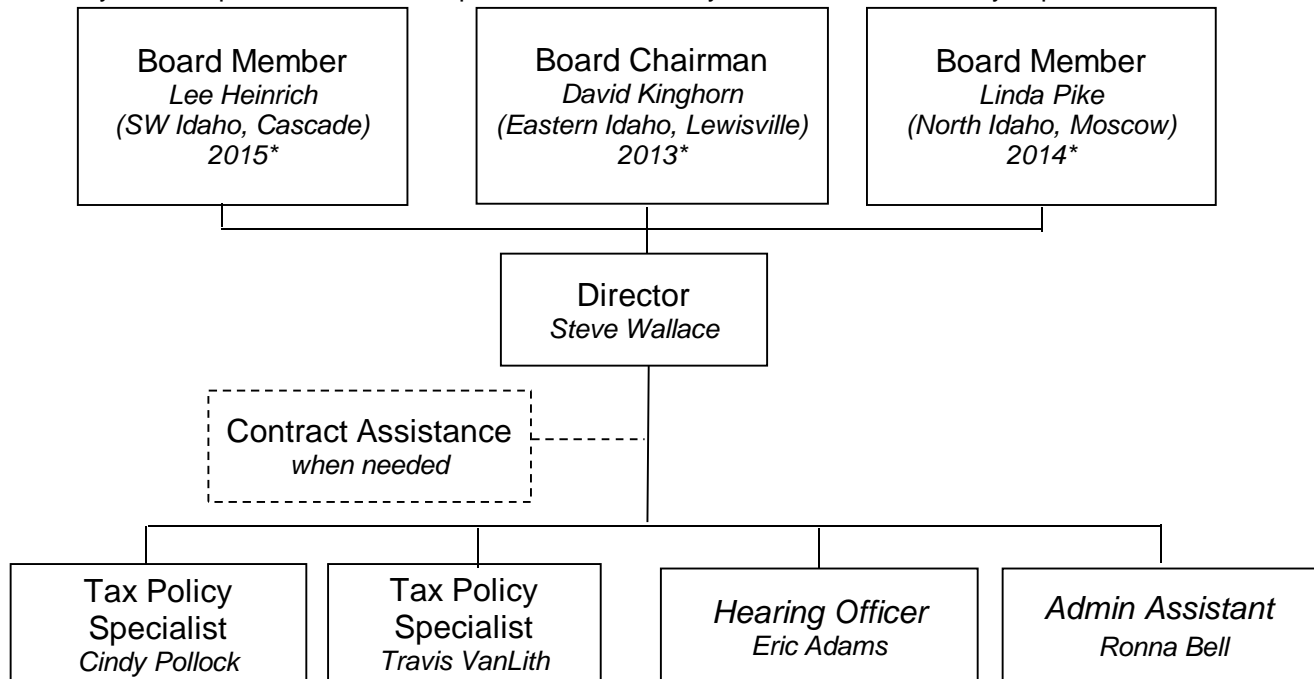 Board Member
Lee Heinrich
(SW Idaho, Cascade)
2015*
Board Chairman
David Kinghorn
(Eastern Idaho, Lewisville)
2013*
Board Member
Linda Pike
(North Idaho, Moscow)
2014*
Director
Steve Wallace
Contract Assistance
when needed
Tax Policy
Specialist
Cindy Pollock
Tax Policy
Specialist
Travis VanLith
Hearing Officer
Eric Adams
Admin Assistant
Ronna Bell